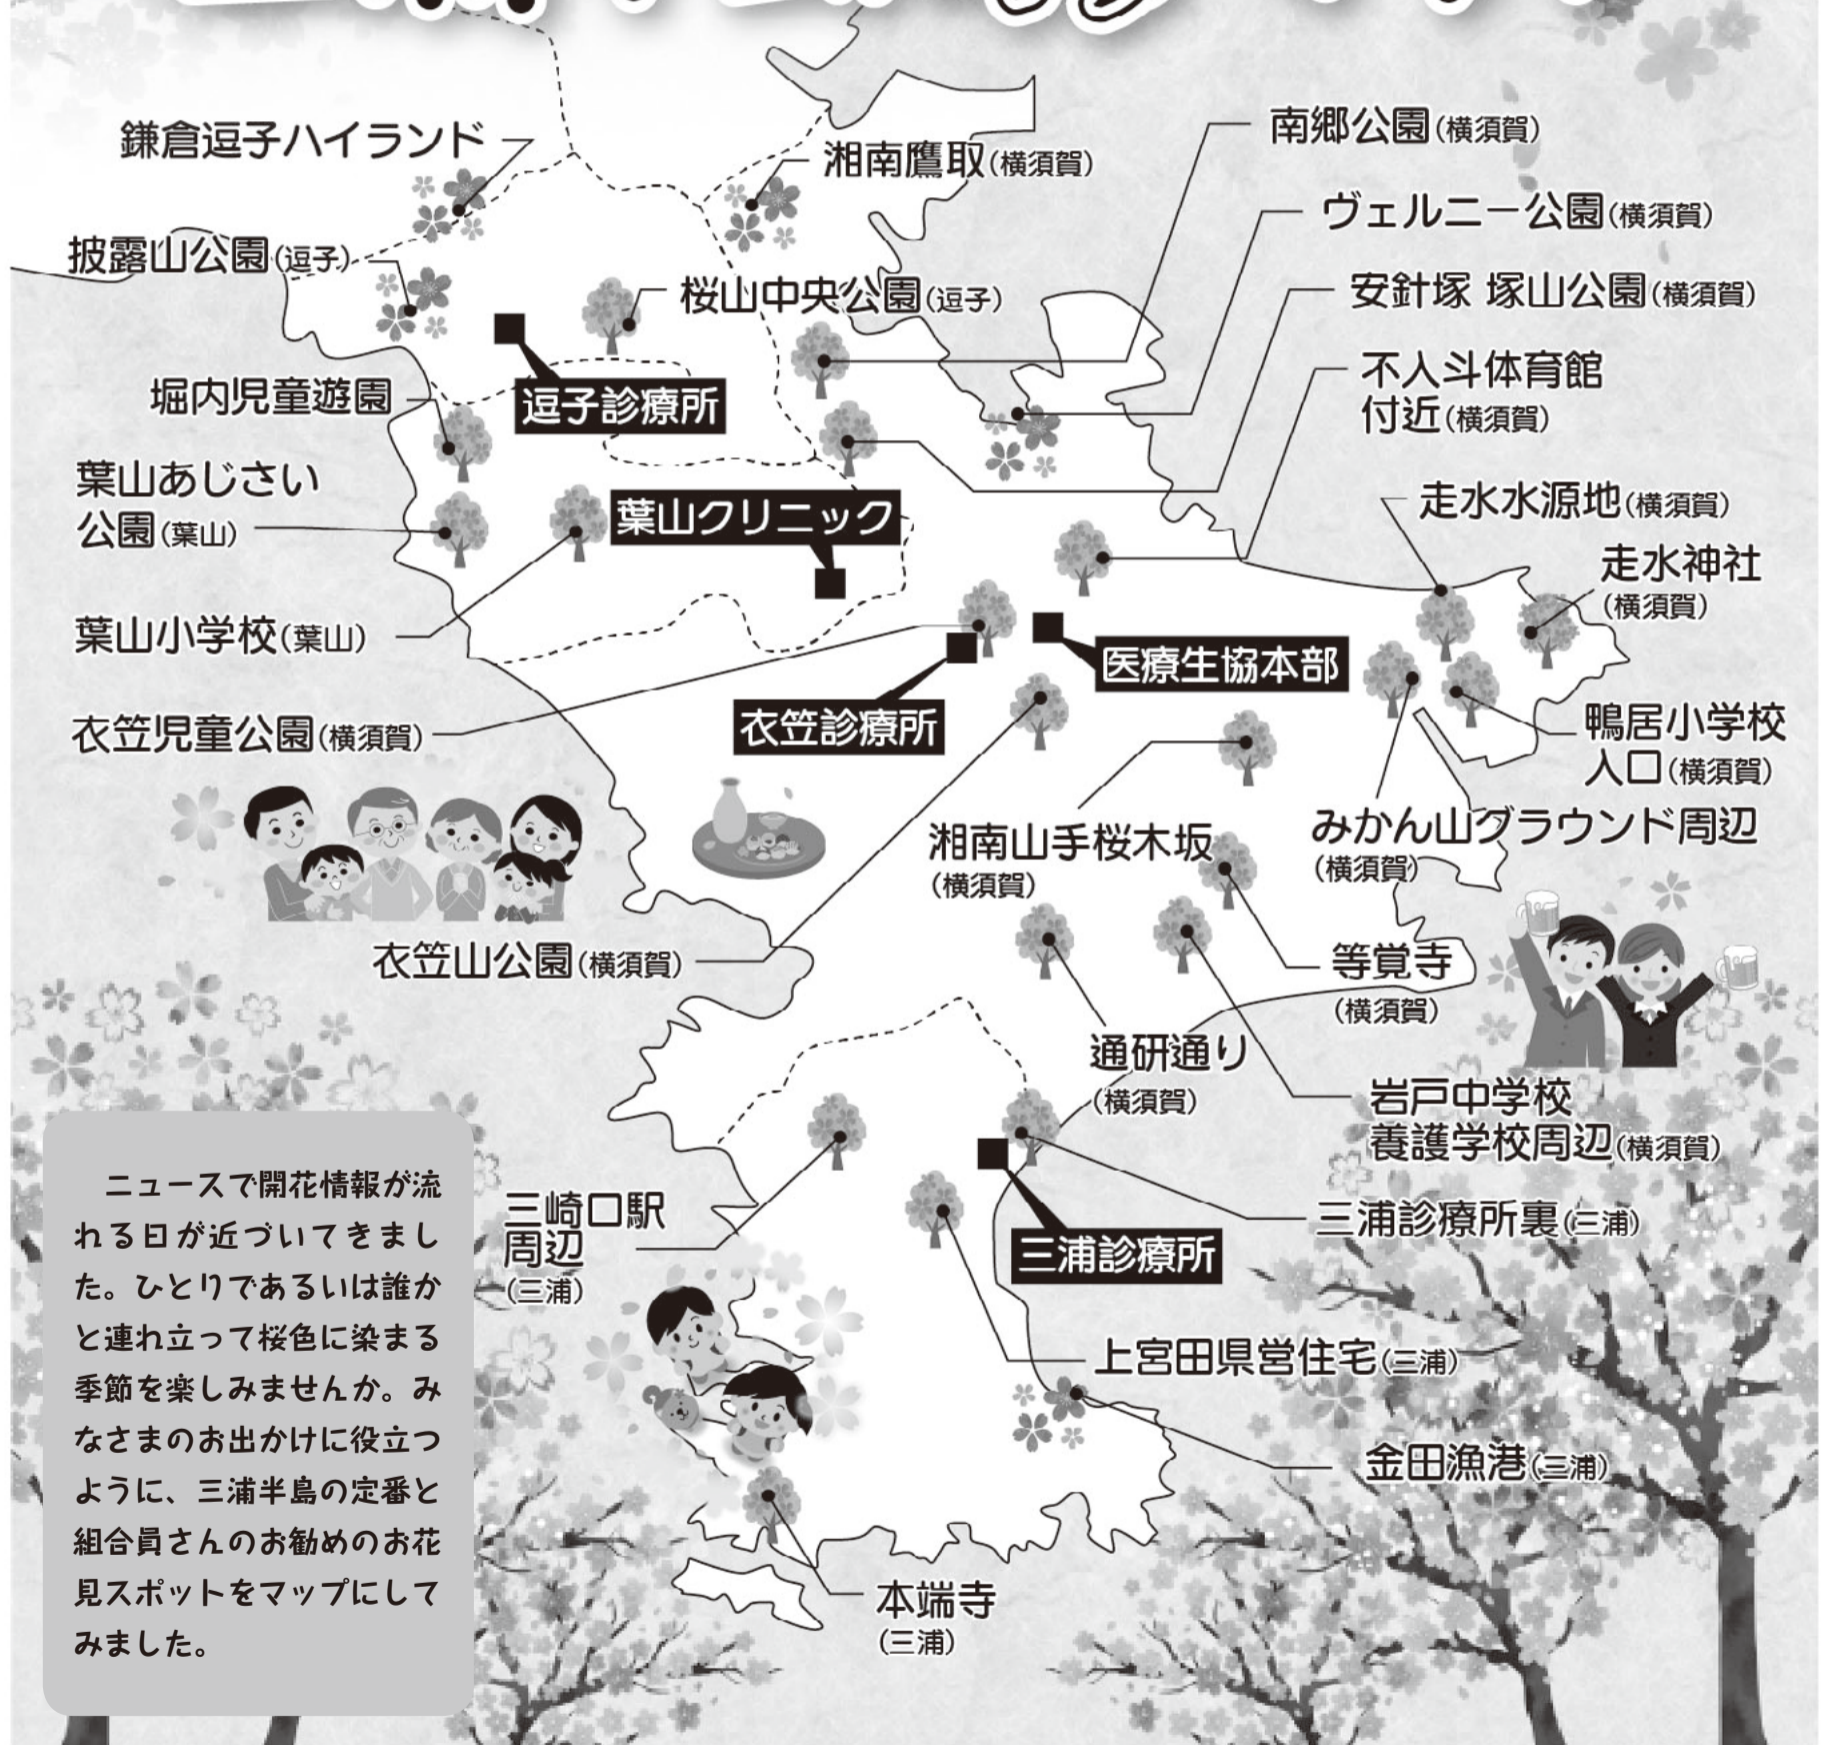 鎌倉逗子ハイランド
湘南鷹取(横須賀)
南郷公園(横須賀)
ヴェルニー公園(横須賀)
披露山公園(逗子)
桜山中央公園(逗子)
安針塚 塚山公園(横須賀)
不入斗体育館
付近(横須賀)
堀内児童遊園
逗子診療所
葉山あじさい
公園(葉山)
葉山クリニック
走水水源地(横須賀)
走水神社
(横須賀)
葉山小学校(葉山)
医療生協本部
衣笠児童公園(横須賀)
衣笠診療所
鴨居小学校
入口(横須賀)
湘南山手桜木坂
(横須賀)
みかん山グラウンド周辺
(横須賀)
衣笠山公園(横須賀)
等覚寺
(横須賀)
通研通り
(横須賀)
岩戸中学校
養護学校周辺(横須賀)
三崎口駅
周辺
(三浦)
三浦診療所裏(三浦)
三浦診療所
上宮田県営住宅(三浦)
金田漁港(三浦)
本端寺
(三浦)
ニュースで開花情報が流
れる日が近づいてきまし
た。ひとりであるいは誰か
と連れ立って桜色に染まる
季節を楽しみませんか。み
なさまのお出かけに役立つ
ように、三浦半島の定番と
組合員さんのお勧めのお花
見スポットをマップにして
みました。